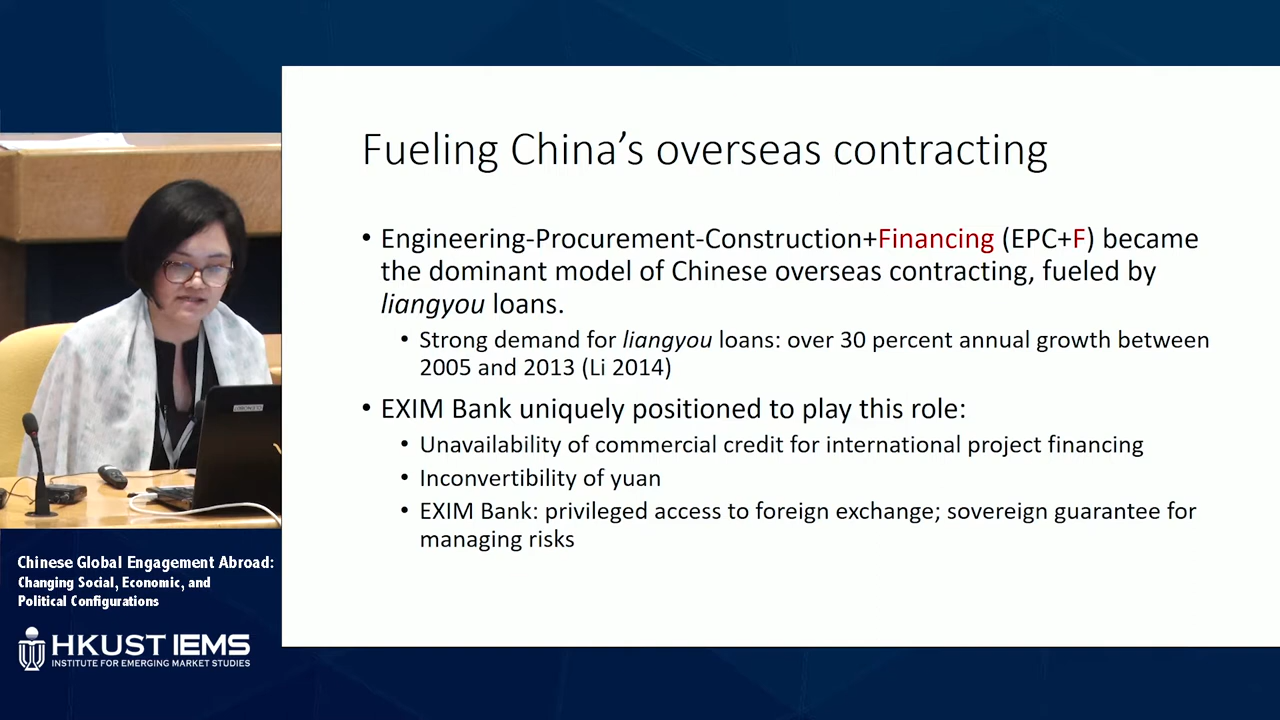 Fueling China's overseas contracting
• Engineering-Procurement-Construction+Financing (EPC+F) became
the dominant model of Chinese overseas contracting, fueled by
liangyou loans.
• Strong demand for liangyou loans: over 30 percent annual growth between
2005 and 2013 (Li 2014)
• EXIM Bank uniquely positioned to play this role:
• Unavailability of commercial credit for international project financing
• Inconvertibility of yuan
• EXIM Bank: privileged access to foreign exchange; sovereign guarantee for
managing risks
Chinese Global Engagement Abroad:
Changing Social, Economic, and
Political Configurations
HKUST IEMS
INSTITUTE FOR EMERGING MARKET STUDIES